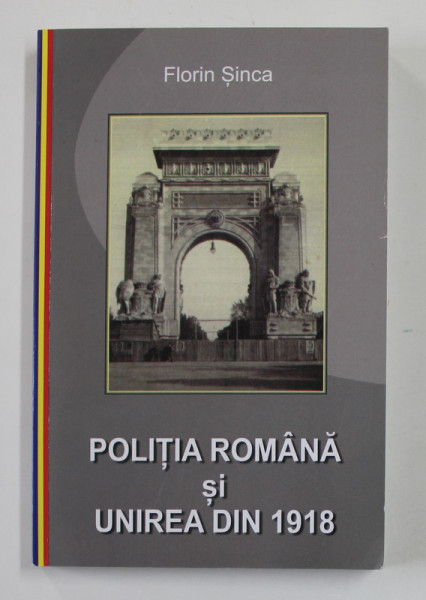 Florin Șinca
POLIȚIA ROMÂNĂ
și
UNIREA DIN 1918